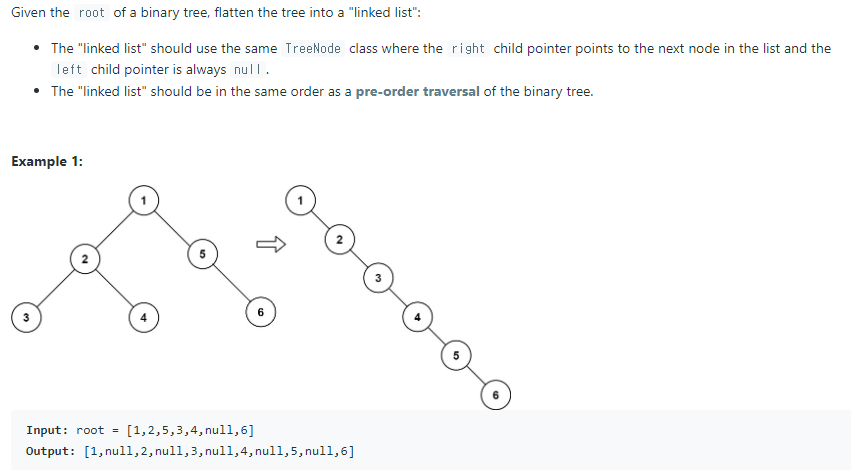 Given the root of a binary tree, flatten the tree into a "linked list":
• The "linked list" should use the same TreeNode class where the right child pointer points to the next node in the list and the
left child pointer is always null.
• The "linked list" should be in the same order as a pre-order traversal of the binary tree.
Example 1:
1
2
5
3
4
6
1
2
3
4
5
6
Input: root = [1,2,5,3,4,null,6]
Output: [1,null,2,null,3,null,4,null,5,null,6]